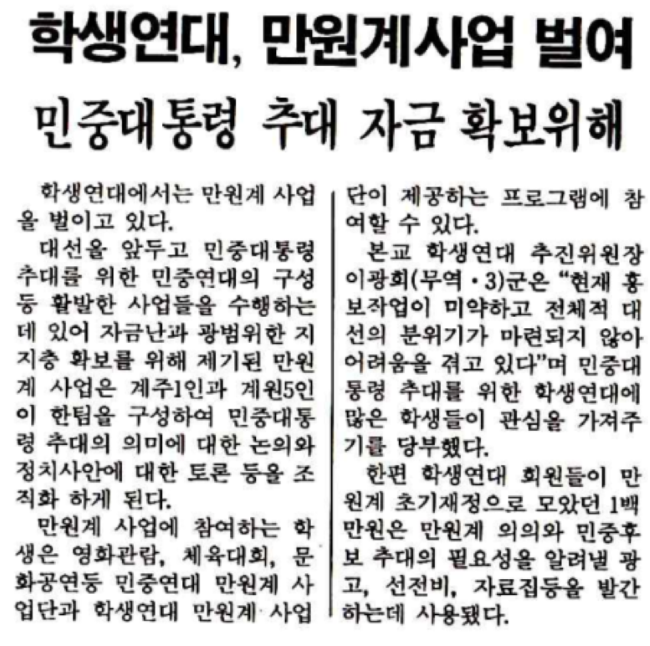 학생연대, 만원계사업 벌여
민중대통령 추대 자금 확보위해
학생연대에서는 만원계 사업
을 벌이고 있다.
대선을 앞두고 민중대통령
추대를 위한 민중연대의 구성
등 활발한 사업들을 수행하는
데 있어 자금난과 광범위한 지
지층 확보를 위해 제기된 만원
계 사업은 계주1인과 계원5인
이 한팀을 구성하여 민중대통
령 추대의 의미에 대한 논의와
정치사안에 대한 토론 등을 조
직화 하게 된다.
만원계 사업에 참여하는 학
생은 영화관람, 체육대회, 문
화공연등 민중연대 만원계 사
업단과 학생연대 만원계 사업
단이 제공하는 프로그램에 참
여할 수 있다.
본교 학생연대 추진위원장
이광희(무역·3)군은 “현재 홍
보작업이 미약하고 전체적 대
선의 분위기가 마련되지 않아
어려움을 겪고 있다”며 민중대
통령 추대를 위한 학생연대에
많은 학생들이 관심을 가져주
기를 당부했다.
한편 학생연대 회원들이 만
원계 초기재정으로 모았던 1백
만원은 만원계 의의와 민중후
보 추대의 필요성을 알려낼 광
고, 선전비, 자료집등을 발간
하는데 사용됐다.